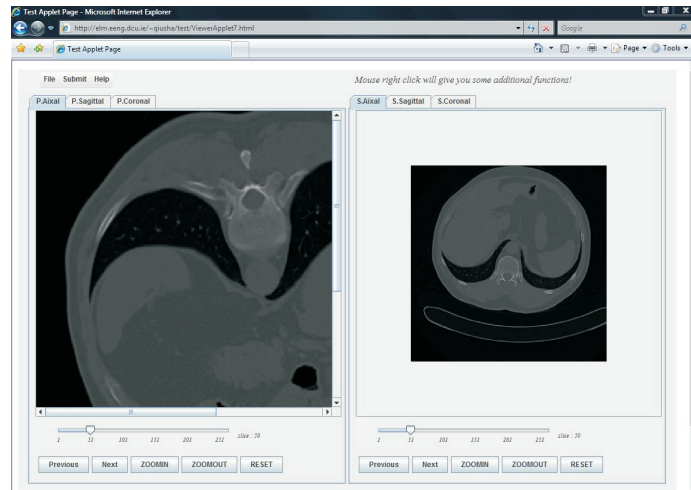 Test Applet Page - Microsoft Internet Explorer
http://elm.eeng.dcu.ie/~qiusha/test/ViewerApplet7.html
Google
Test Applet Page
Page
Tools
File Submit Help
Mouse right click will give you some additional functions!
P.Aixal P.Sagittal P.Coronal
S.Aixal S.Sagittal S.Coronal
1 51 101 151 201 251 slice : 50
1 51 101 151 201 251 slice : 50
Previous Next ZOOMIN ZOOMOUT RESET
Previous Next ZOOMIN ZOOMOUT RESET